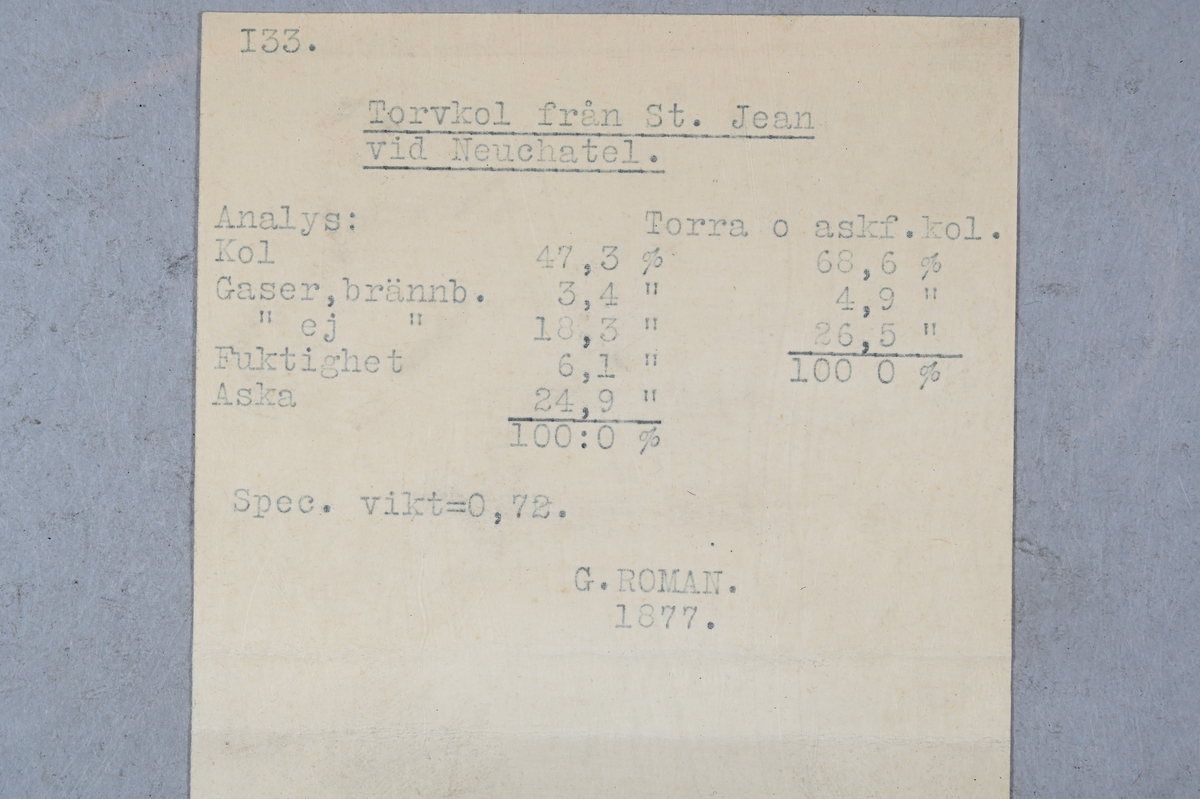 I33.
Torvkol från St. Jean
vid Neuchatel.
Analys: Torra o askf.kol.
Kol 47,3 % 68,6 %
Gaser,brännb. 3,4 " 4,9 "
" ej " 18,3 " 26,5 "
Fuktighet 6,1 " 100 0 %
Aska 24,9 "
100:0 %
Spec. vikt=0,72.
G.ROMAN.
1877.